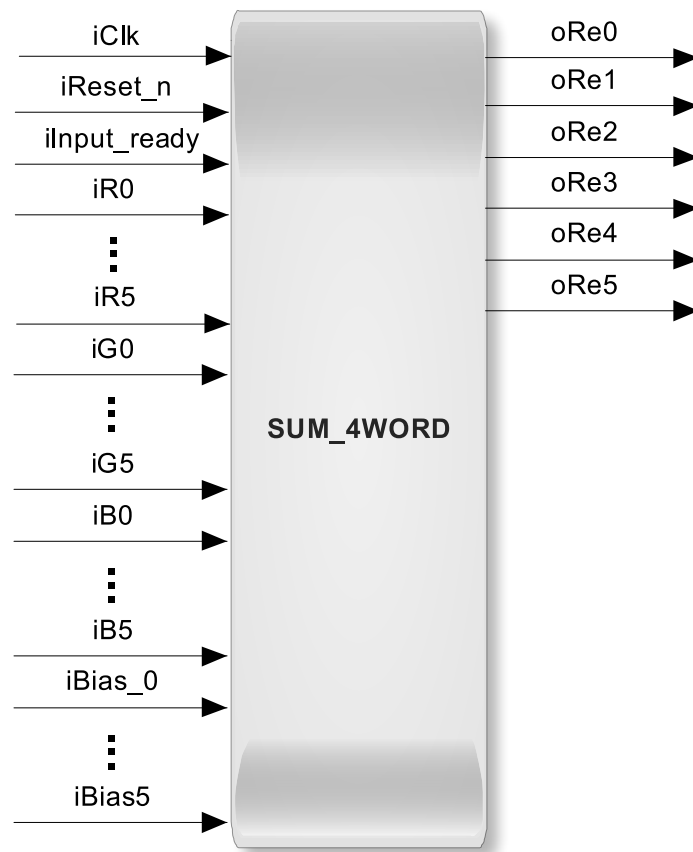 iClk
iReset_n
iInput_ready
iR0
iR5
iG0
iG5
iB0
iB5
iBias_0
iBias5
SUM_4WORD
oRe0
oRe1
oRe2
oRe3
oRe4
oRe5